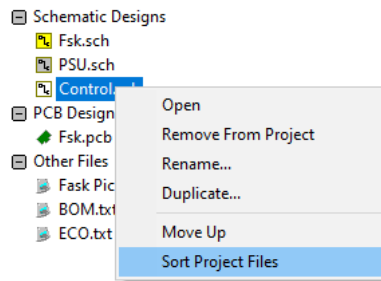 Schematic Designs
Fsk.sch
PSU.sch
Control.
PCB Design
Fsk.pcb
Other Files
Fask Pic
BOM.txt
ECO.txt
Open
Remove From Project
Rename...
Duplicate...
Move Up
Sort Project Files